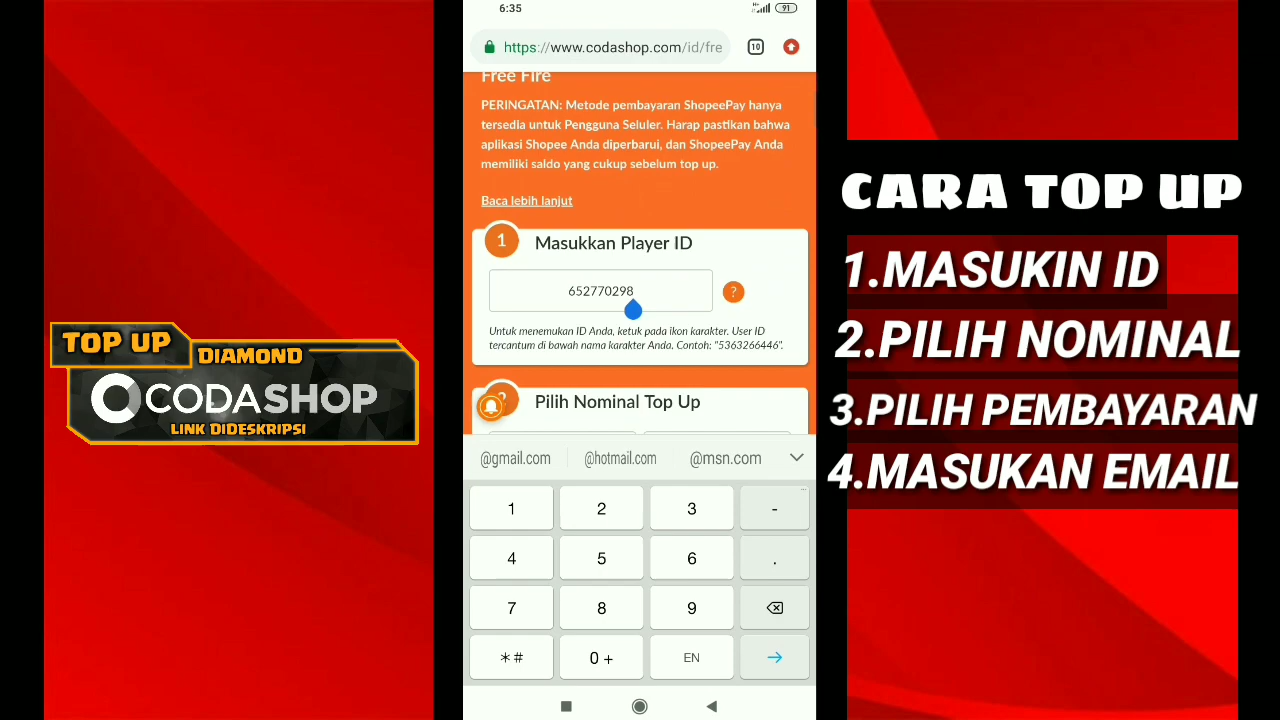 TOP UP
DIAMOND
CODASHOP
LINK DIDESKRIPSI
6:35
91
https://www.codashop.com/id/fre
10
Free Fire
PERINGATAN: Metode pembayaran ShopeePay hanya
tersedia untuk Pengguna Seluler. Harap pastikan bahwa
aplikasi Shopee Anda diperbarui, dan ShopeePay Anda
memiliki saldo yang cukup sebelum top up.
Baca lebih lanjut
1 Masukkan Player ID
652770298
?
Untuk menemukan ID Anda, ketuk pada ikon karakter. User ID
tercantum di bawah nama karakter Anda. Contoh: "5363266446".
Pilih Nominal Top Up
@gmail.com @hotmail.com @msn.com
1 2 3 -
4 5 6 .
7 8 9
*# 0 + EN
CARA TOP UP
1.MASUKIN ID
2.PILIH NOMINAL
3.PILIH PEMBAYARAN
4.MASUKAN EMAIL